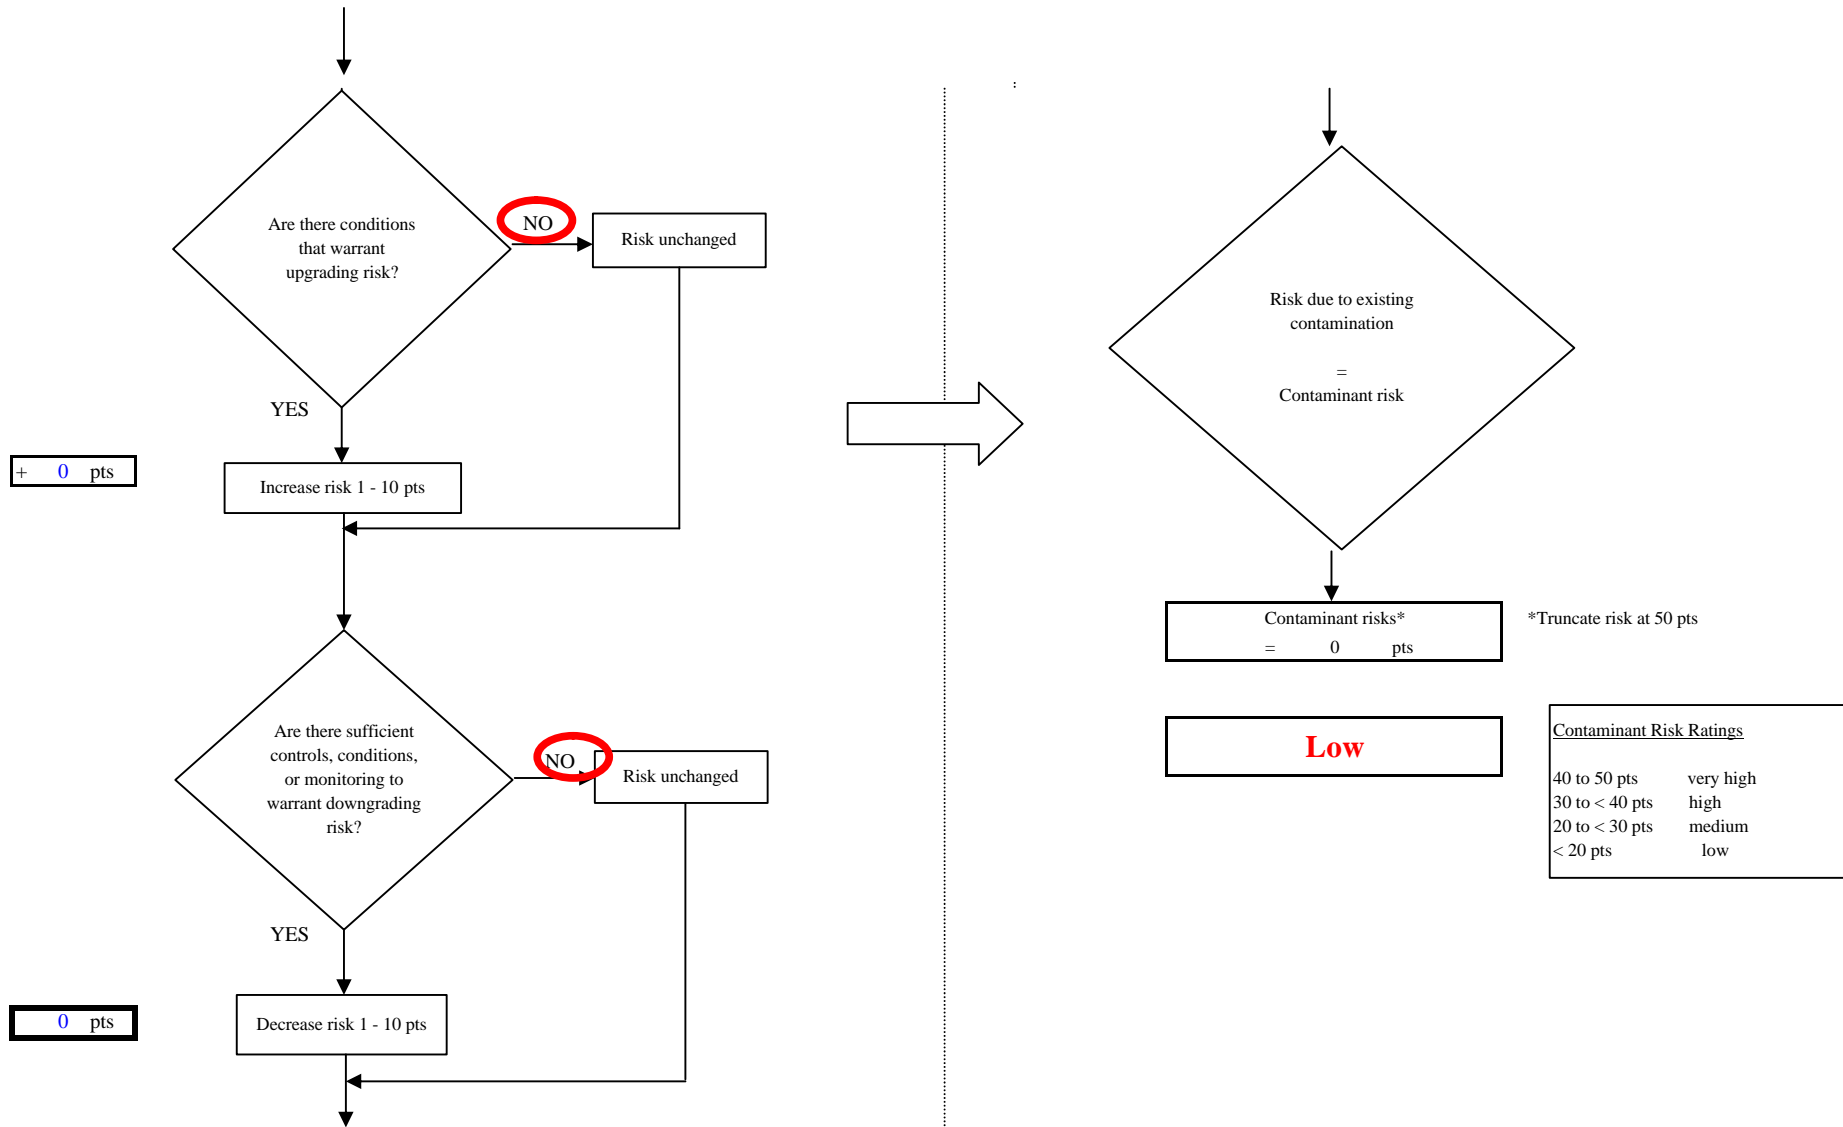 Are there conditions
that warrant
upgrading risk?
NO
Risk unchanged
YES
+ 0 pts
Increase risk 1 - 10 pts
Are there sufficient
controls, conditions,
or monitoring to
warrant downgrading
risk?
NO
Risk unchanged
YES
0 pts
Decrease risk 1 - 10 pts
:
Risk due to existing
contamination
=
Contaminant risk
Contaminant risks*
= 0 pts
*Truncate risk at 50 pts
Low
Contaminant Risk Ratings
40 to 50 pts very high
30 to < 40 pts high
20 to < 30 pts medium
< 20 pts low